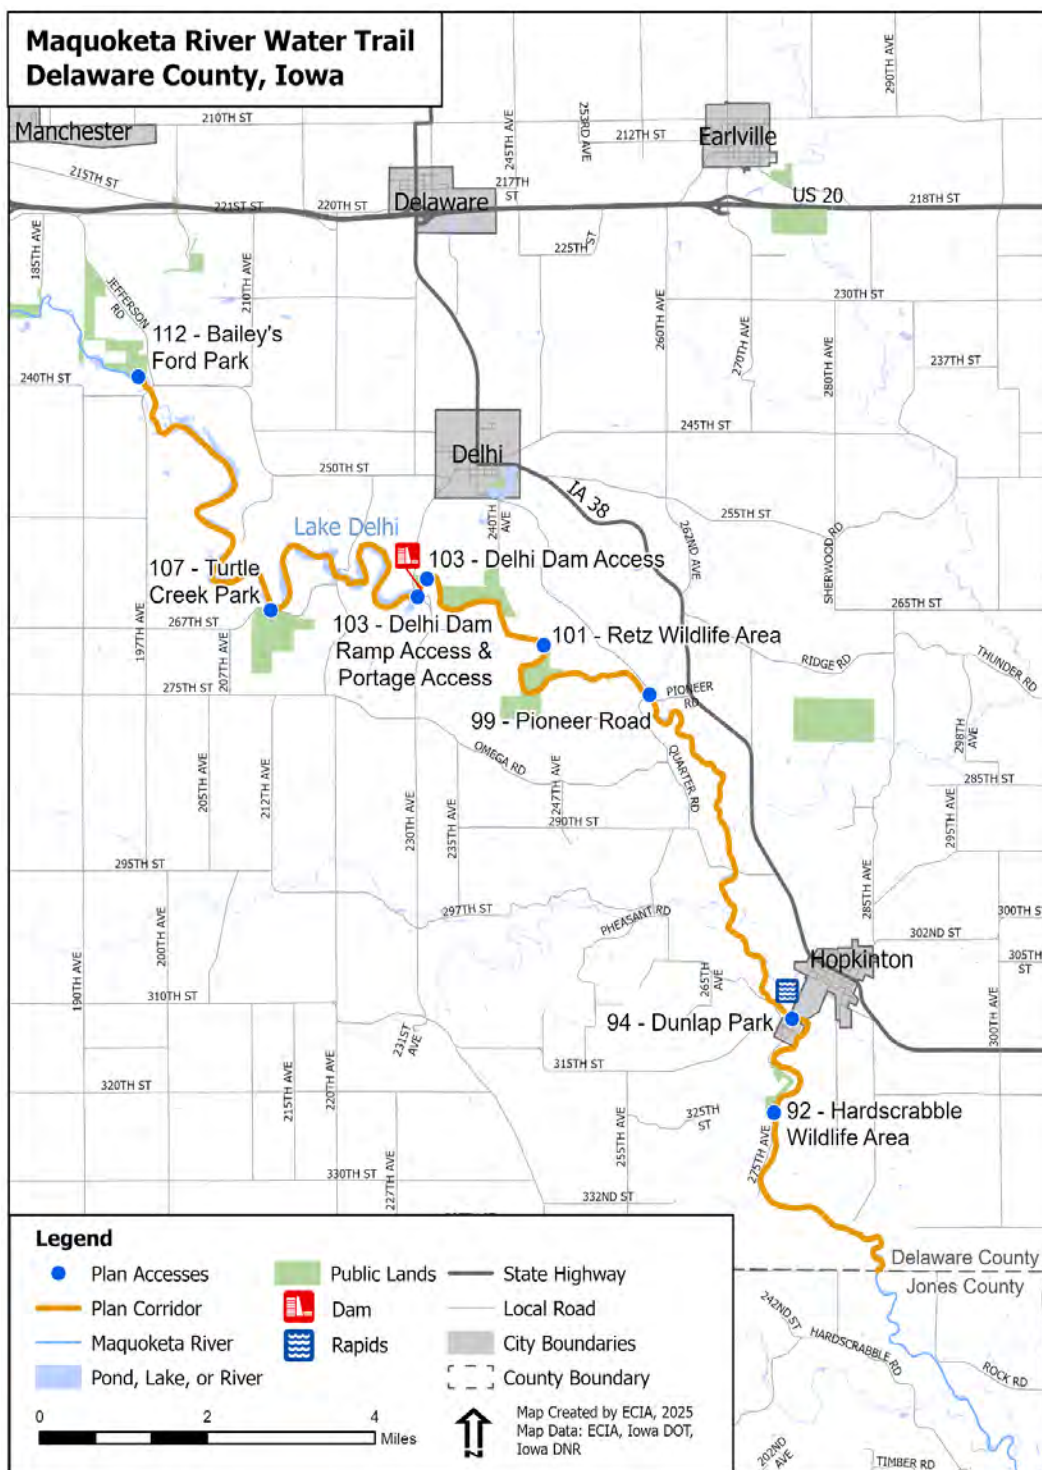 Maquoketa River Water Trail
Delaware County, Iowa
290TH AVE
Manchester
210TH ST
245TH AVE
253RD AVE
212TH ST
Earlville
215TH ST
217TH
ST
Delaware
US 20
221ST ST
220TH ST
218TH ST
185TH AVE
225TH ST
210TH AVE
JEFFERSON
RD
260TH AVE
230TH ST
112 - Bailey's
Ford Park
270TH AVE
280TH AVE
237TH ST
240TH ST
245TH ST
Delhi
250TH ST
IA 38
240TH
AVE
255TH ST
Lake Delhi
262ND AVE
SHERWOOD RD
103 - Delhi Dam Access
107 - Turtle
Creek Park
265TH ST
267TH ST
197TH AVE
207TH AVE
103 - Delhi Dam
Ramp Access &
Portage Access
101 - Retz Wildlife Area
RIDGE RD
THUNDER RD
275TH ST
PIONEER
RD
99 - Pioneer Road
298TH
AVE
OMEGA RD
QUARTER RD
205TH AVE
212TH AVE
230TH AVE
235TH AVE
247TH AVE
285TH ST
290TH ST
295TH AVE
295TH ST
285TH AVE
297TH ST
PHEASANT RD
300TH ST
200TH AVE
302ND ST
190TH AVE
265TH
AVE
Hopkinton
305TH
ST
310TH ST
300TH AVE
231ST
AVE
94 - Dunlap Park
315TH ST
320TH ST
215TH AVE
220TH AVE
325TH
ST
92 - Hardscrabble
Wildlife Area
255TH AVE
275TH AVE
330TH ST
227TH
AVE
332ND ST
Delaware County
Jones County
242ND ST
HARDSCRABBLE RD
ROCK RD
202ND
AVE
TIMBER RD
Legend
Plan Accesses
Public Lands
State Highway
Plan Corridor
Dam
Local Road
Maquoketa River
Rapids
City Boundaries
Pond, Lake, or River
County Boundary
0 2 4
Miles
N
Map Created by ECIA, 2025
Map Data: ECIA, Iowa DOT,
Iowa DNR